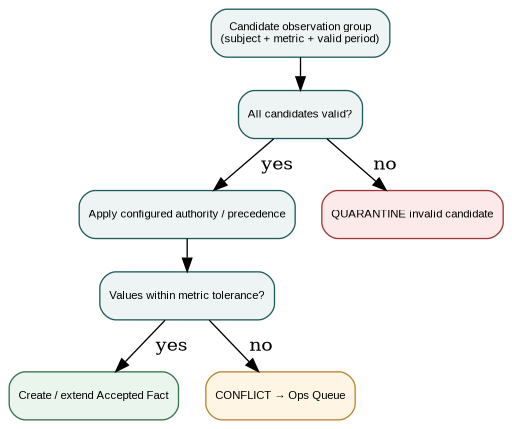 Candidate observation group
(subject + metric + valid period)
All candidates valid?
yes
no
Apply configured authority / precedence
QUARANTINE invalid candidate
Values within metric tolerance?
yes
no
Create / extend Accepted Fact
CONFLICT → Ops Queue